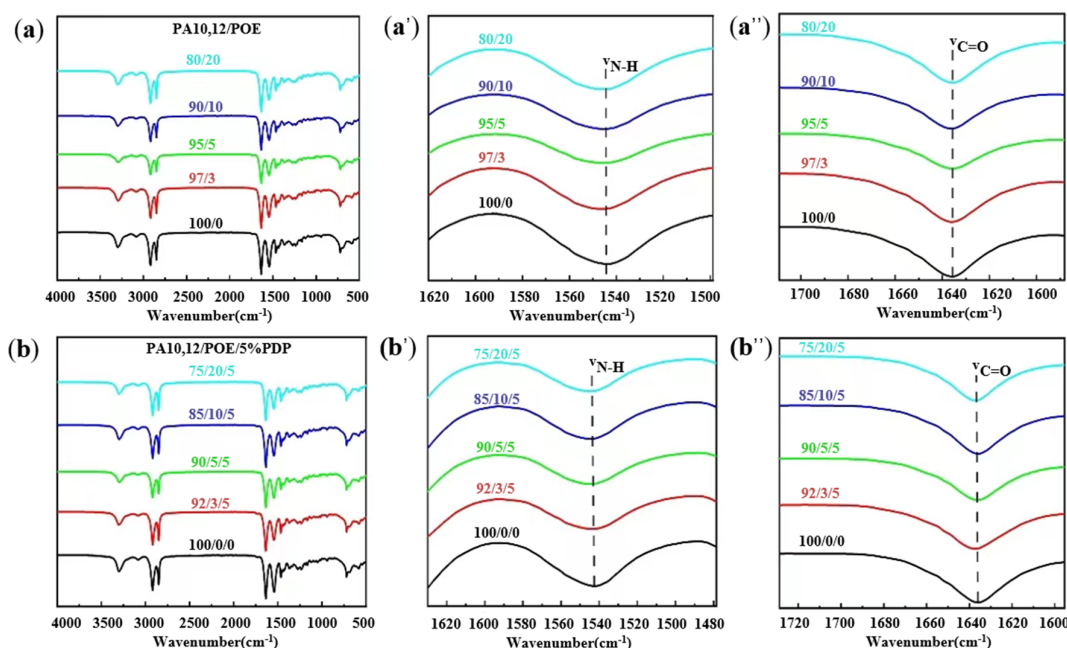 (a)
PA10,12/POE
80/20
90/10
95/5
97/3
100/0
4000 3500 3000 2500 2000 1500 1000 500
Wavenumber(cm-1)
(a')
νN-H
80/20
90/10
95/5
97/3
100/0
1620 1600 1580 1560 1540 1520 1500
Wavenumber(cm-1)
(a'')
νC=O
80/20
90/10
95/5
97/3
100/0
1700 1680 1660 1640 1620 1600
Wavenumber(cm-1)
(b)
PA10,12/POE/5%PDP
75/20/5
85/10/5
90/5/5
92/3/5
100/0/0
4000 3500 3000 2500 2000 1500 1000 500
Wavenumber(cm-1)
(b')
νN-H
75/20/5
85/10/5
90/5/5
92/3/5
100/0/0
1620 1600 1580 1560 1540 1520 1500 1480
Wavenumber(cm-1)
(b'')
νC=O
75/20/5
85/10/5
90/5/5
92/3/5
100/0/0
1720 1700 1680 1660 1640 1620 1600
Wavenumber(cm-1)